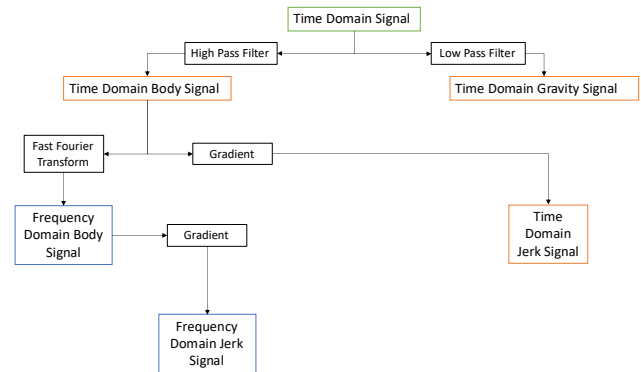 Time Domain Signal
High Pass Filter
Low Pass Filter
Time Domain Body Signal
Time Domain Gravity Signal
Fast Fourier
Transform
Gradient
Frequency
Domain Body
Signal
Gradient
Time
Domain
Jerk Signal
Frequency
Domain Jerk
Signal